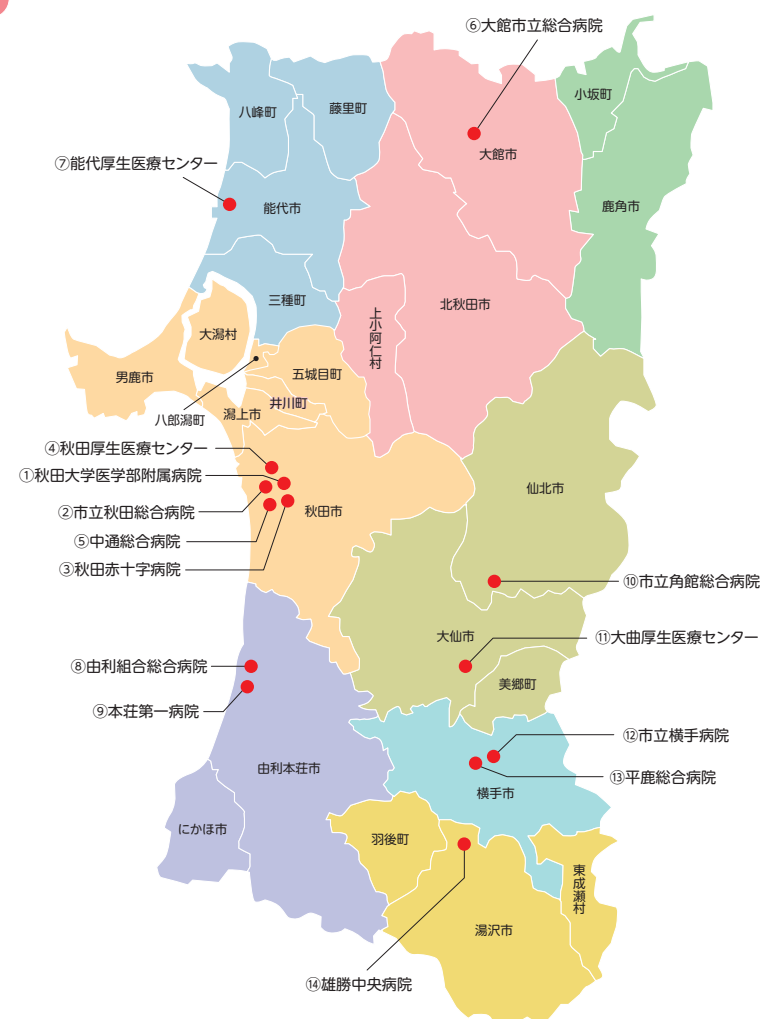 ⑥大館市立総合病院
小坂町
八峰町
藤里町
大館市
⑦能代厚生医療センター
能代市
鹿角市
三種町
北秋田市
上小阿仁村
大潟村
男鹿市
五城目町
井川町
八郎潟町
潟上市
④秋田厚生医療センター
①秋田大学医学部附属病院
②市立秋田総合病院
秋田市
仙北市
⑤中通総合病院
③秋田赤十字病院
⑩市立角館総合病院
大仙市
⑪大曲厚生医療センター
⑧由利組合総合病院
美郷町
⑨本荘第一病院
⑫市立横手病院
由利本荘市
⑬平鹿総合病院
横手市
にかほ市
羽後町
東成瀬村
湯沢市
⑭雄勝中央病院